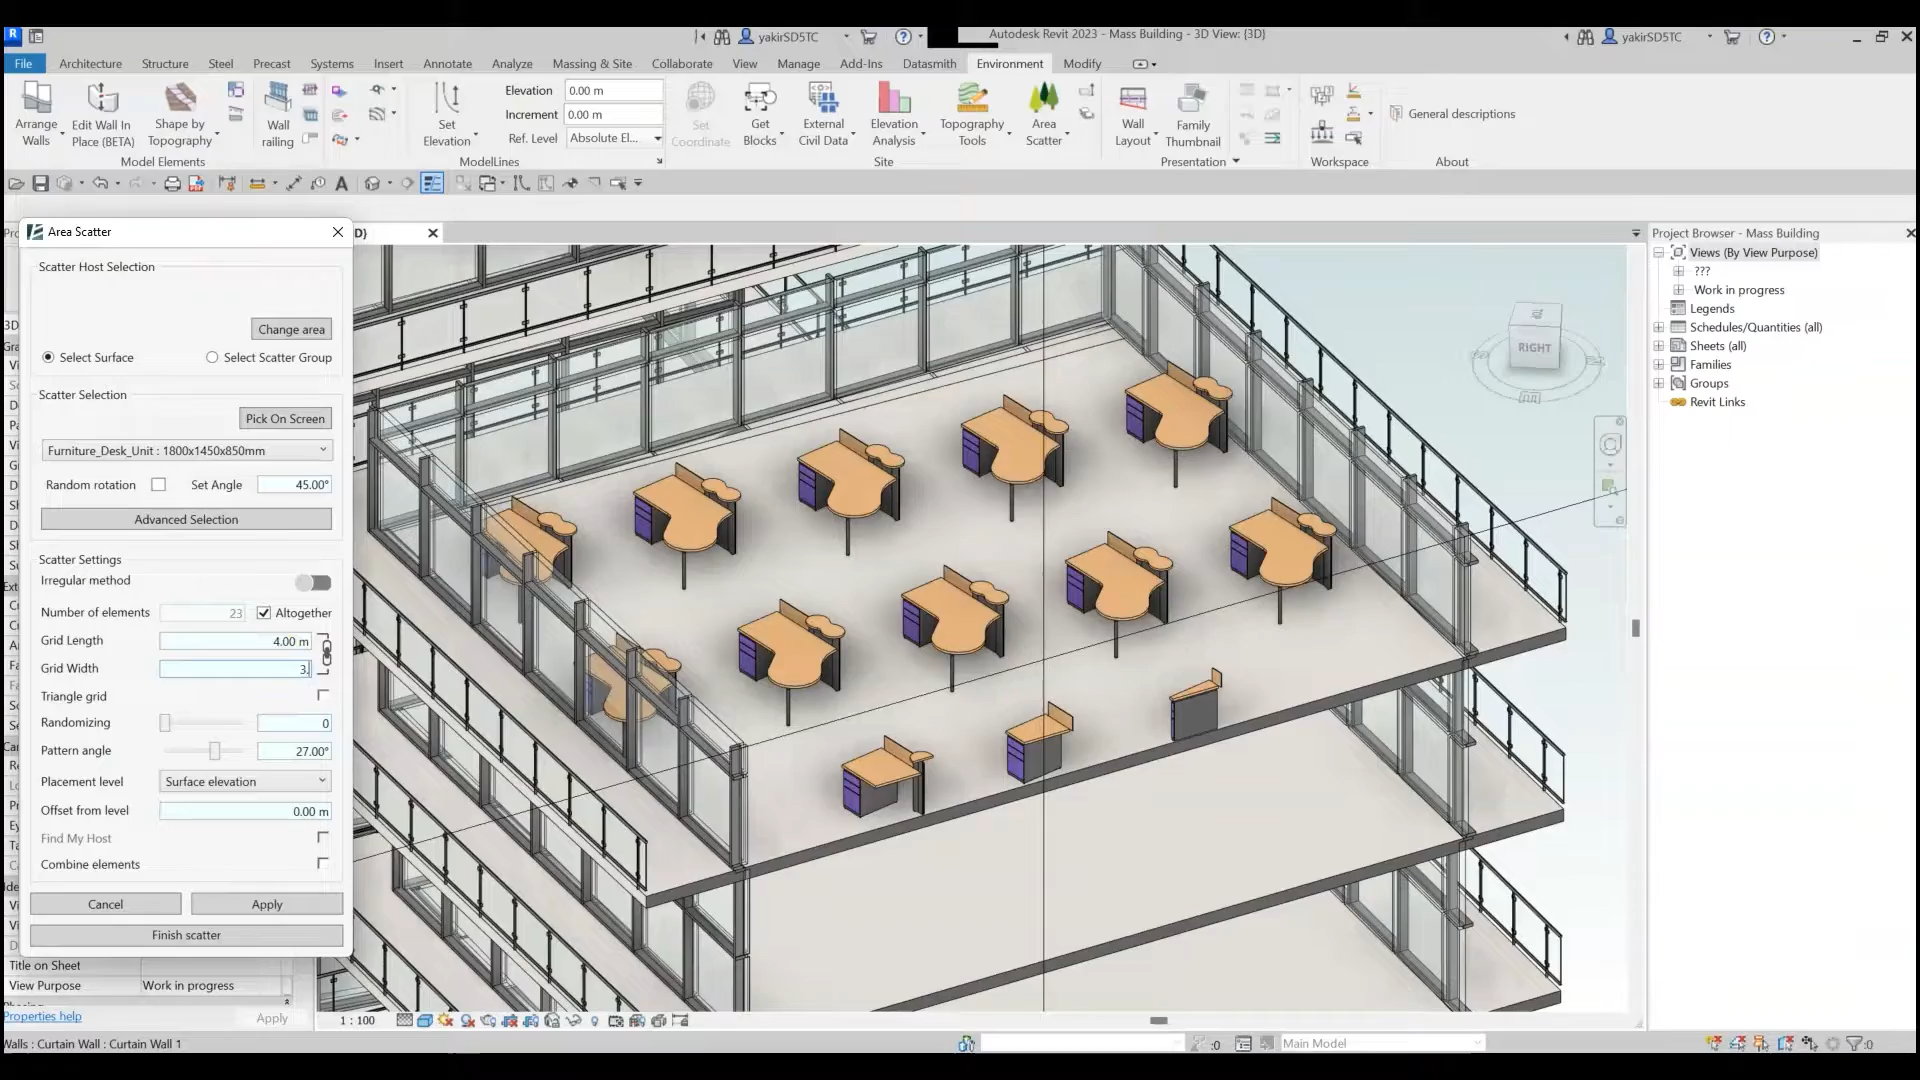 R
yakirSD5TC
Autodesk Revit 2023 - Mass Building - 3D View: {3D}
yakirSD5TC
File Architecture Structure Steel Precast Systems Insert Annotate Analyze Massing & Site Collaborate View Manage Add-Ins Datasmith Environment Modify
Arrange Walls
Edit Wall In Place (BETA)
Shape by Topography
Wall railing
Set Elevation
Elevation 0.00 m
Increment 0.00 m
Ref. Level Absolute El...
Set Coordinate
Get Blocks
External Civil Data
Elevation Analysis
Topography Tools
Area Scatter
Wall Layout
Family Thumbnail
General descriptions
Model Elements ModelLines Site Presentation Workspace About
Area Scatter
D}
Scatter Host Selection
Change area
Select Surface Select Scatter Group
Scatter Selection
Pick On Screen
Furniture_Desk_Unit : 1800x1450x850mm
Random rotation Set Angle 45.00°
Advanced Selection
Scatter Settings
Irregular method
Number of elements 23 Altogether
Grid Length 4.00 m
Grid Width 3.
Triangle grid
Randomizing 0
Pattern angle 27.00°
Placement level Surface elevation
Offset from level 0.00 m
Find My Host
Combine elements
Cancel Apply
Finish scatter
Title on Sheet
View Purpose Work in progress
Properties help Apply
RIGHT
Project Browser - Mass Building
Views (By View Purpose)
???
Work in progress
Legends
Schedules/Quantities (all)
Sheets (all)
Families
Groups
Revit Links
1 : 100
Walls : Curtain Wall : Curtain Wall 1
:0
Main Model
:0